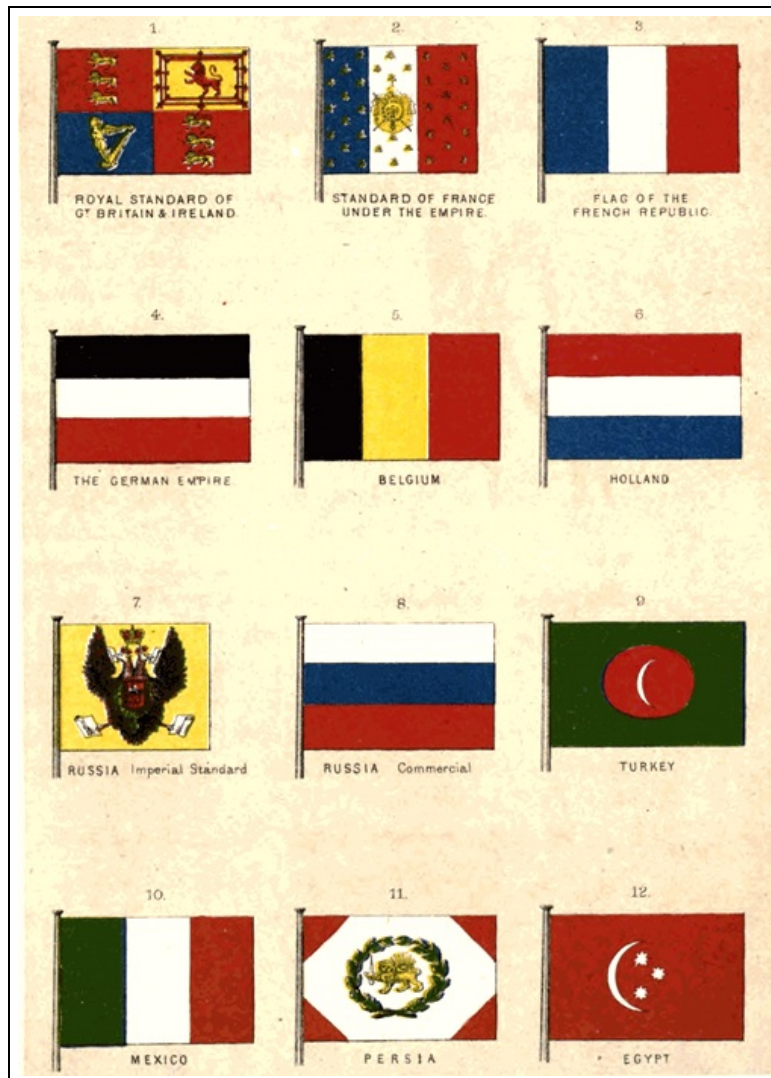 1.
2.
3.
ROYAL STANDARD OF
GT BRITAIN & IRELAND.
STANDARD OF FRANCE
UNDER THE EMPIRE.
FLAG OF THE
FRENCH REPUBLIC.
4.
5.
6.
THE GERMAN EMPIRE
BELGIUM
HOLLAND
7.
8.
9
RUSSIA Imperial Standard
RUSSIA Commercial
TURKEY
10.
11.
12.
MEXICO
PERSIA
EGYPT